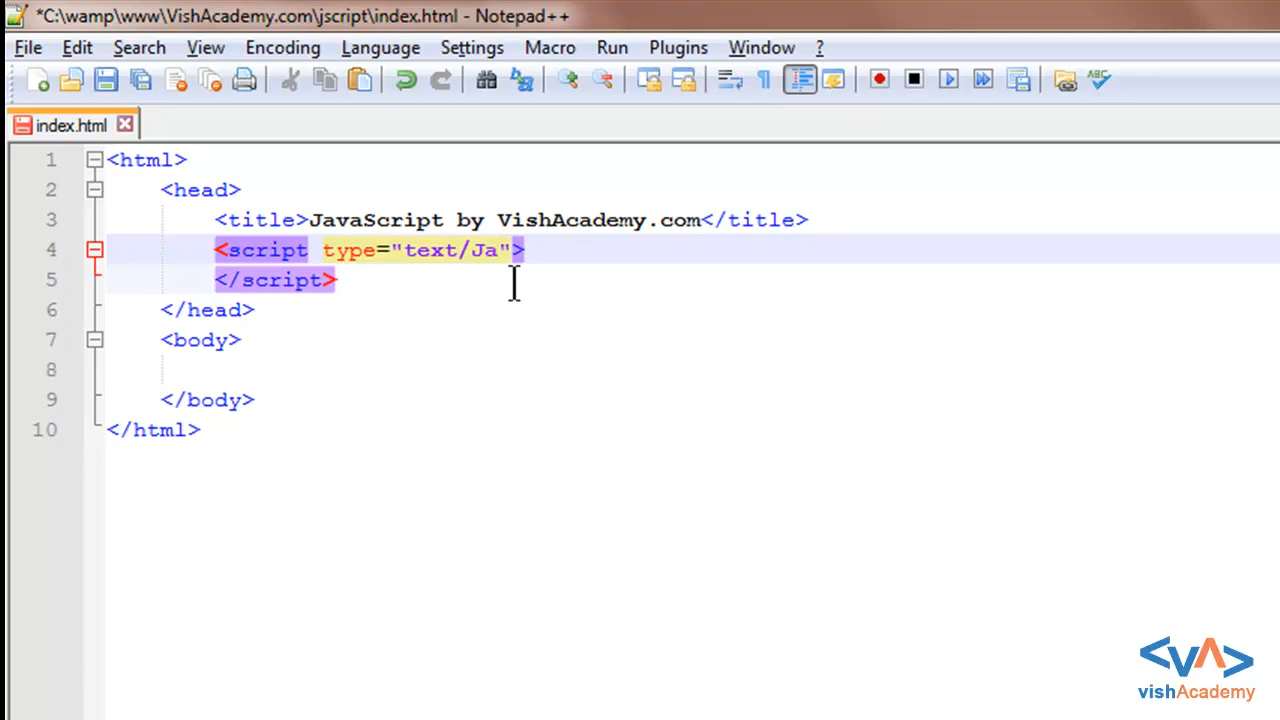 *C:\wamp\www\VishAcademy.com\jscript\index.html - Notepad++
File Edit Search View Encoding Language Settings Macro Run Plugins Window ?
ABC
index.html
1 <html>
2 <head>
3 <title>JavaScript by VishAcademy.com</title>
4 <script type="text/Ja">
5 </script>
6 </head>
7 <body>
8
9 </body>
10 </html>
<VA>
vishAcademy